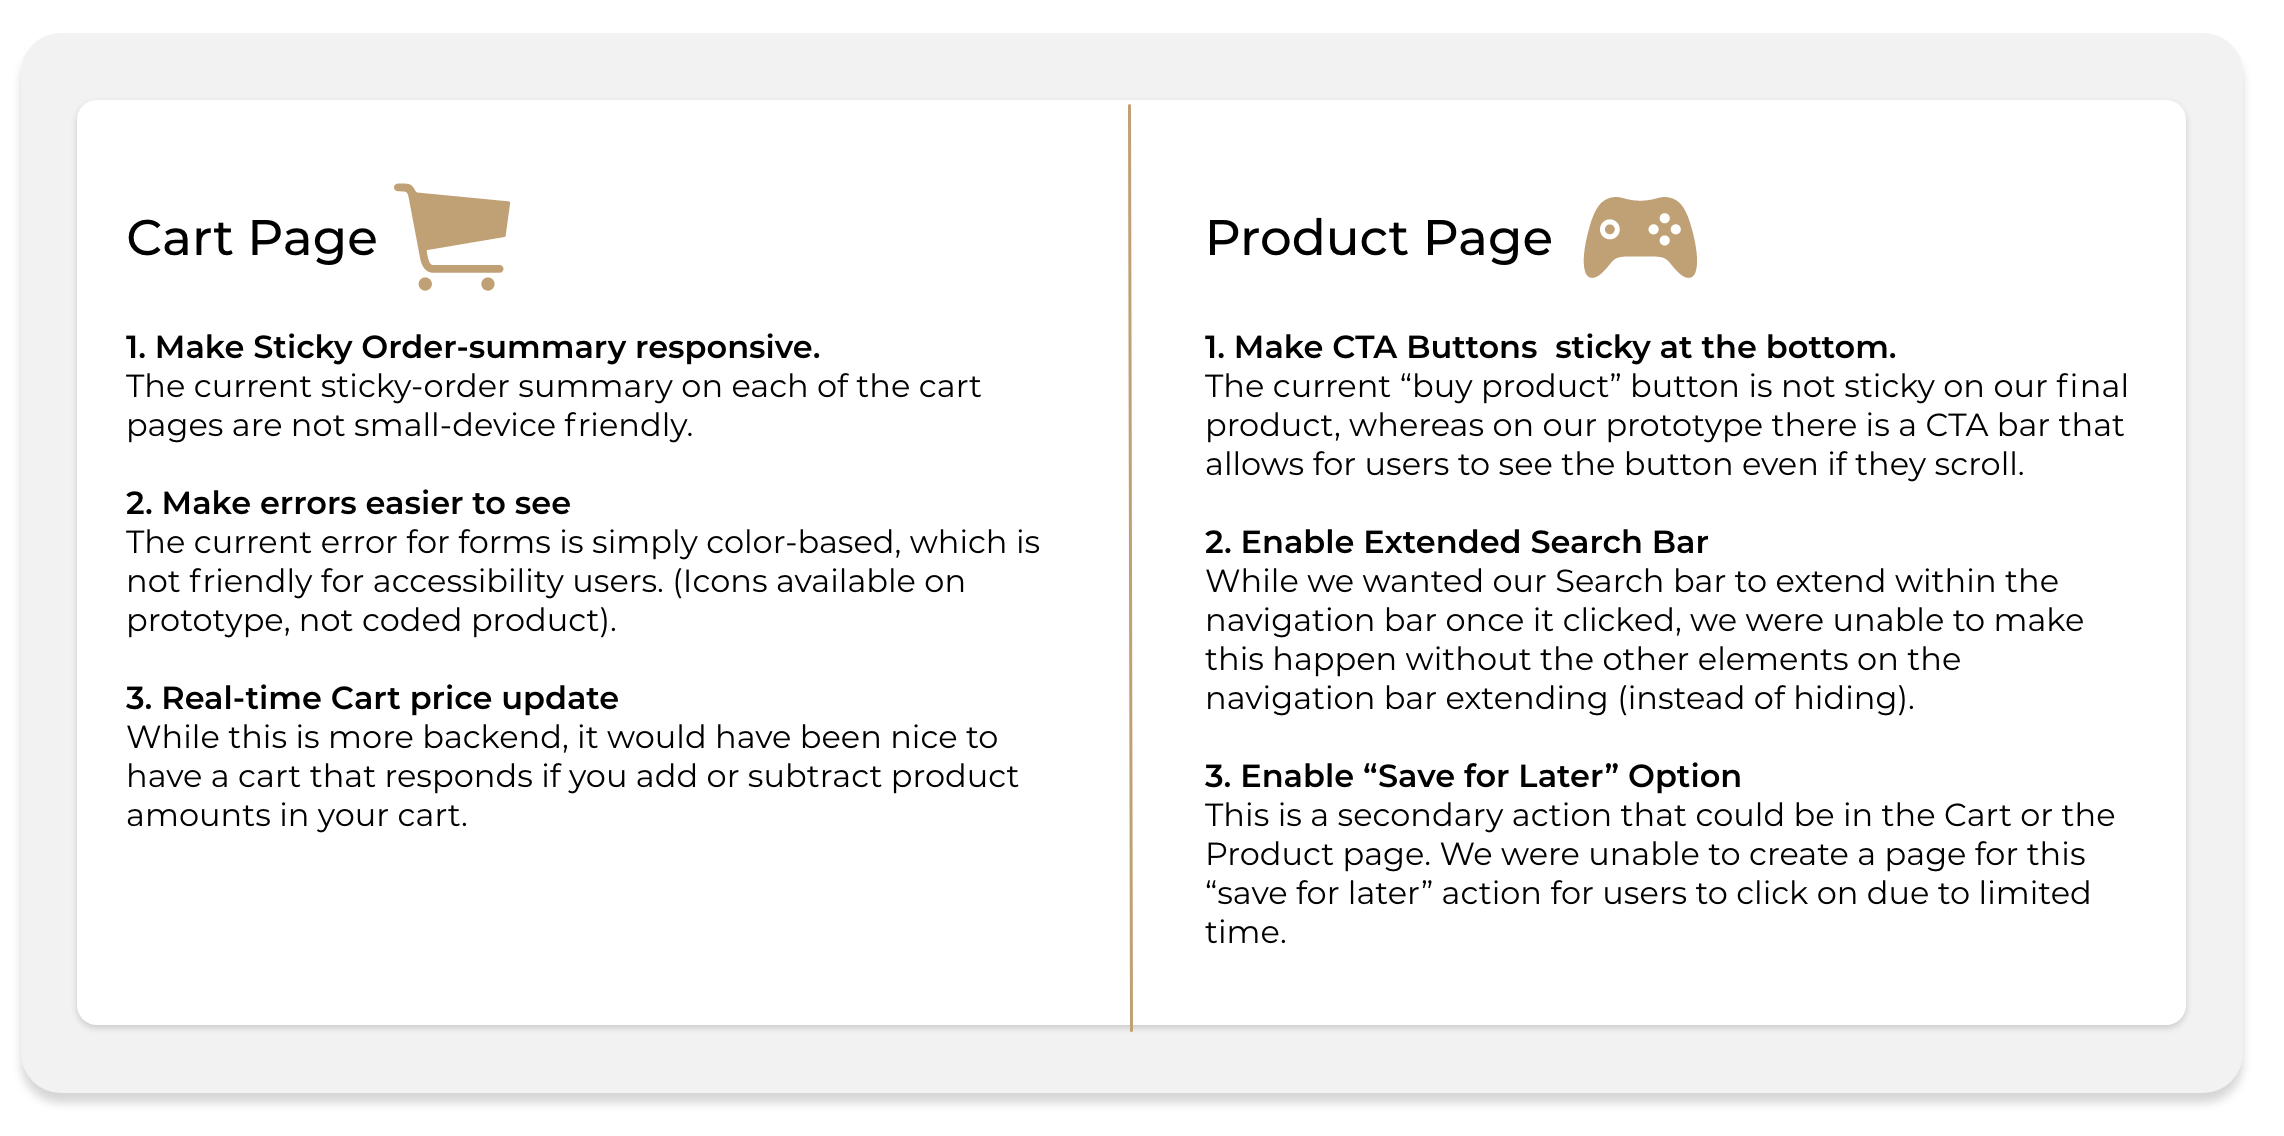 Cart Page
1. Make Sticky Order-summary responsive.
The current sticky-order summary on each of the cart
pages are not small-device friendly.
2. Make errors easier to see
The current error for forms is simply color-based, which is
not friendly for accessibility users. (Icons available on
prototype, not coded product).
3. Real-time Cart price update
While this is more backend, it would have been nice to
have a cart that responds if you add or subtract product
amounts in your cart.
Product Page
1. Make CTA Buttons  sticky at the bottom.
The current “buy product” button is not sticky on our final
product, whereas on our prototype there is a CTA bar that
allows for users to see the button even if they scroll.
2. Enable Extended Search Bar
While we wanted our Search bar to extend within the
navigation bar once it clicked, we were unable to make
this happen without the other elements on the
navigation bar extending (instead of hiding).
3. Enable “Save for Later” Option
This is a secondary action that could be in the Cart or the
Product page. We were unable to create a page for this
“save for later” action for users to click on due to limited
time.